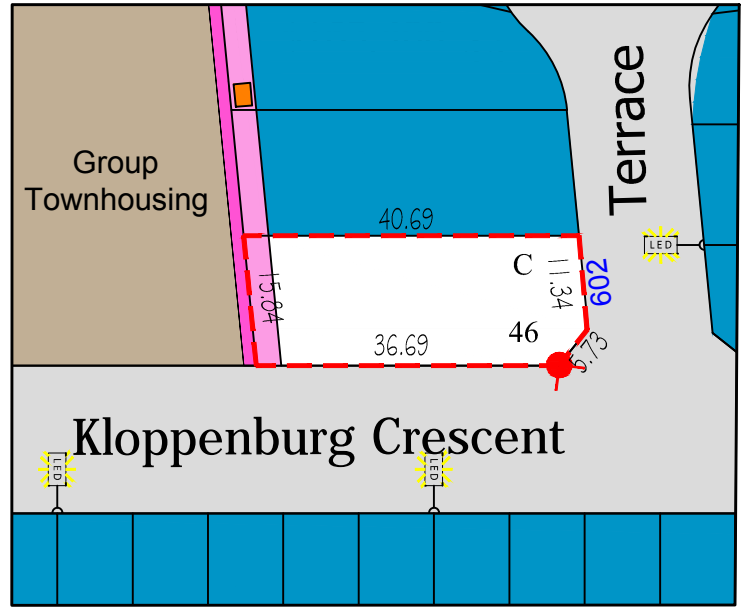 Group
Townhousing
Terrace
40.69
LED
C
11.34
602
15.84
46
36.69
5.73
Kloppenburg Crescent
LED
LED